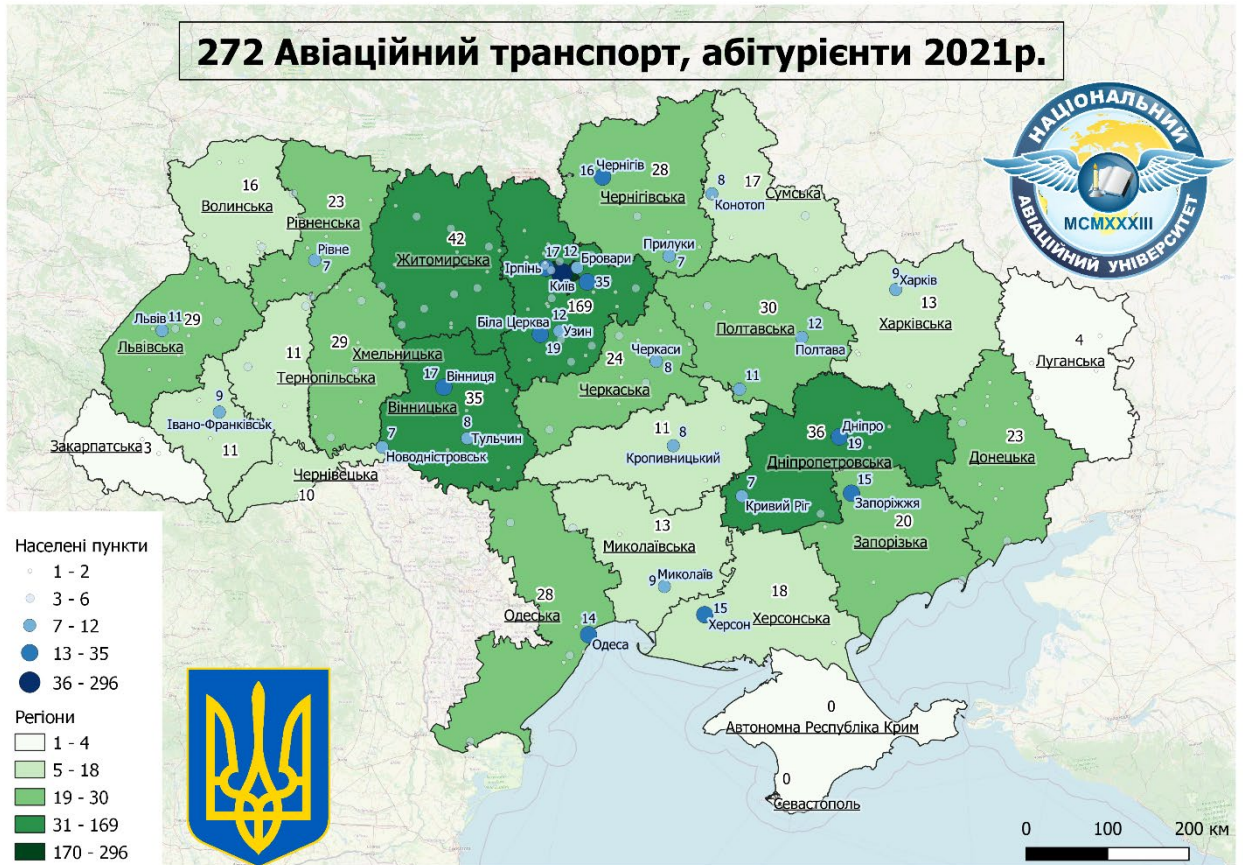 272 Авіаційний транспорт, абітурієнти 2021р.
НАЦІОНАЛЬНИЙ
АВІАЦІЙНИЙ УНІВЕРСИТЕТ
MCMXXXIII
16
Волинська
23
Рівненська
Рівне
7
42
Житомирська
16 Чернігів
28
Чернігівська
Прилуки
7
8
Конотоп
17
Сумська
17 12
Бровари
Ірпінь
Київ
35
169
Біла Церква
12
Узин
19
Львів 11
29
Львівська
11
Тернопільська
29
Хмельницька
9
Івано-Франківськ
11
Закарпатська 3
Чернівецька
10
17
Вінниця
Вінницька
35
8
Тульчин
7
Новодністровськ
24
Черкаси
8
Черкаська
30
Полтавська
12
Полтава
11
9 Харків
13
Харківська
4
Луганська
11
8
Кропивницький
36
Дніпро
19
Дніпропетровська
7
Кривий Ріг
23
Донецька
15
Запоріжжя
20
Запорізька
13
Миколаївська
9 Миколаїв
28
Одеська
14
Одеса
18
15
Херсон
Херсонська
0
Автономна Республіка Крим
0
Севастополь
Населені пункти
1 - 2
3 - 6
7 - 12
13 - 35
36 - 296
Регіони
1 - 4
5 - 18
19 - 30
31 - 169
170 - 296
0 100 200 км